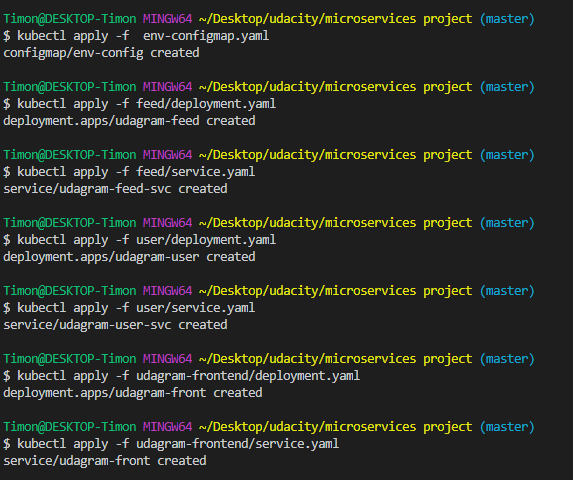 Timon@DESKTOP-Timon MINGW64 ~/Desktop/udacity/microservices project (master)
$ kubectl apply -f  env-configmap.yaml
configmap/env-config created
Timon@DESKTOP-Timon MINGW64 ~/Desktop/udacity/microservices project (master)
$ kubectl apply -f feed/deployment.yaml
deployment.apps/udagram-feed created
Timon@DESKTOP-Timon MINGW64 ~/Desktop/udacity/microservices project (master)
$ kubectl apply -f feed/service.yaml
service/udagram-feed-svc created
Timon@DESKTOP-Timon MINGW64 ~/Desktop/udacity/microservices project (master)
$ kubectl apply -f user/deployment.yaml
deployment.apps/udagram-user created
Timon@DESKTOP-Timon MINGW64 ~/Desktop/udacity/microservices project (master)
$ kubectl apply -f user/service.yaml
service/udagram-user-svc created
Timon@DESKTOP-Timon MINGW64 ~/Desktop/udacity/microservices project (master)
$ kubectl apply -f udagram-frontend/deployment.yaml
deployment.apps/udagram-front created
Timon@DESKTOP-Timon MINGW64 ~/Desktop/udacity/microservices project (master)
$ kubectl apply -f udagram-frontend/service.yaml
service/udagram-front created